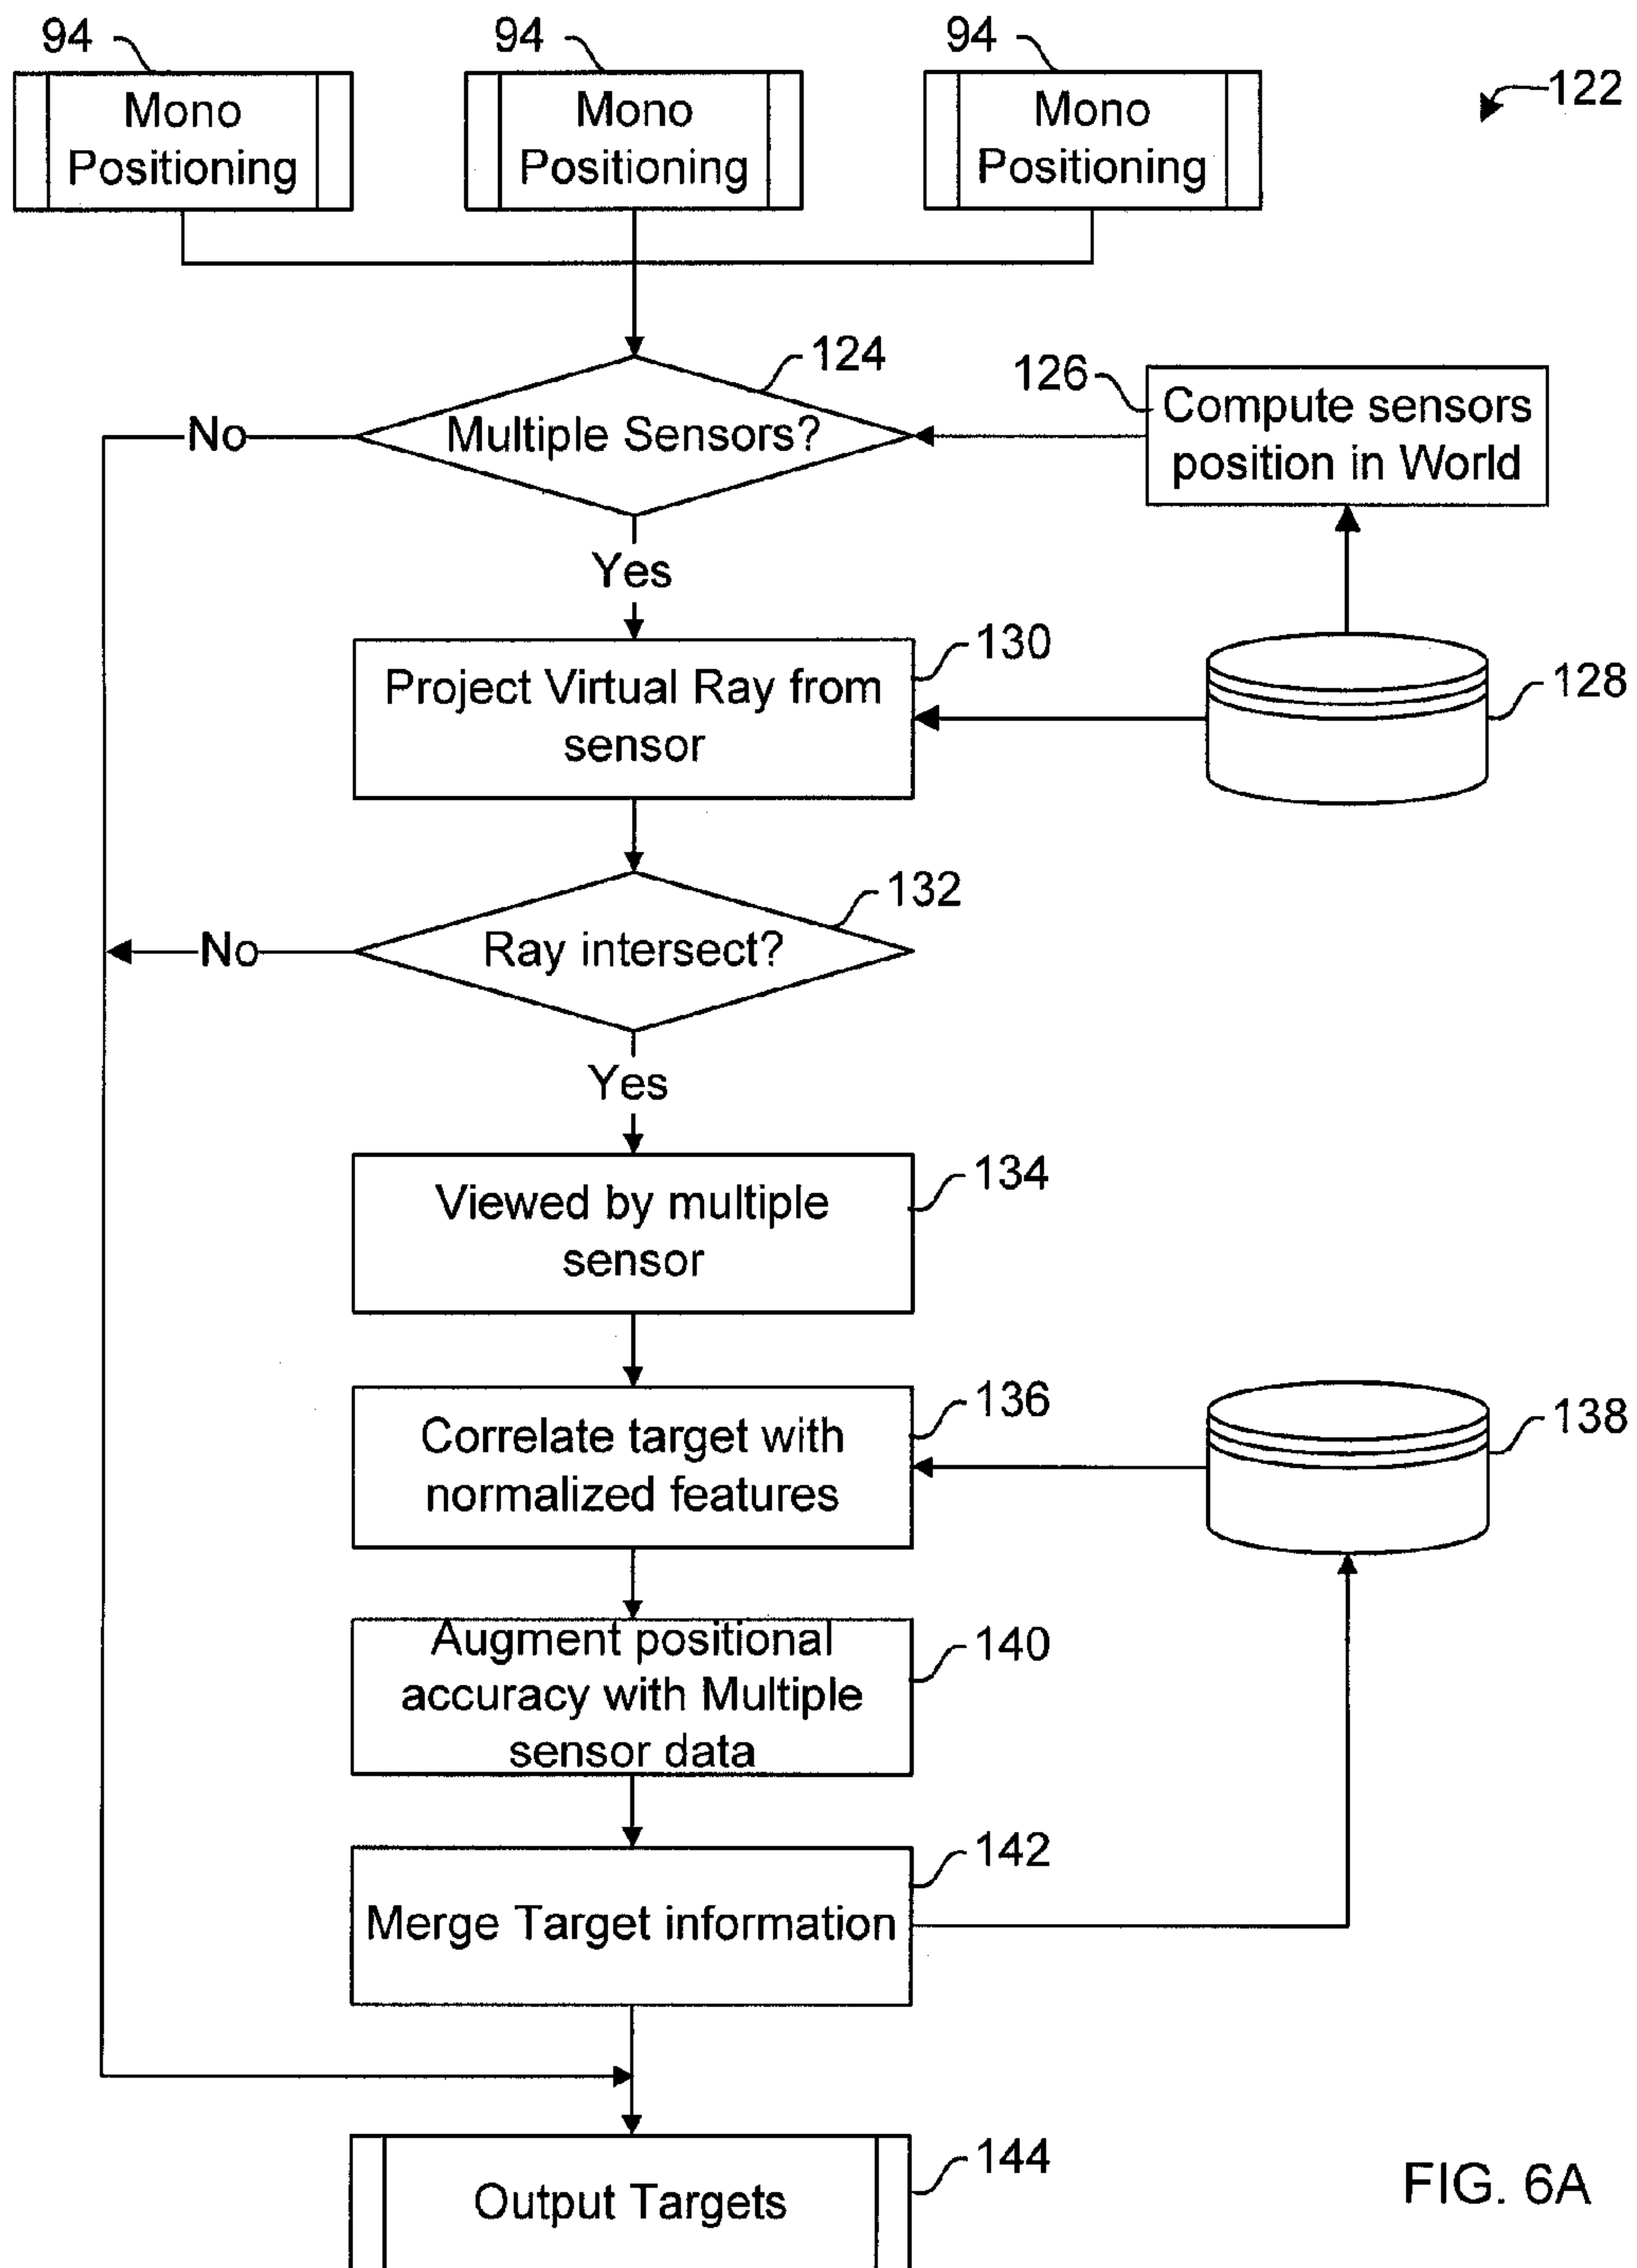 94
94
94
122
Mono
Positioning
Mono
Positioning
Mono
Positioning
124
126
Compute sensors
position in World
No
Multiple Sensors?
Yes
130
Project Virtual Ray from
sensor
128
132
No
Ray intersect?
Yes
134
Viewed by multiple
sensor
136
Correlate target with
normalized features
138
140
Augment positional
accuracy with Multiple
sensor data
142
Merge Target information
144
Output Targets
FIG. 6A